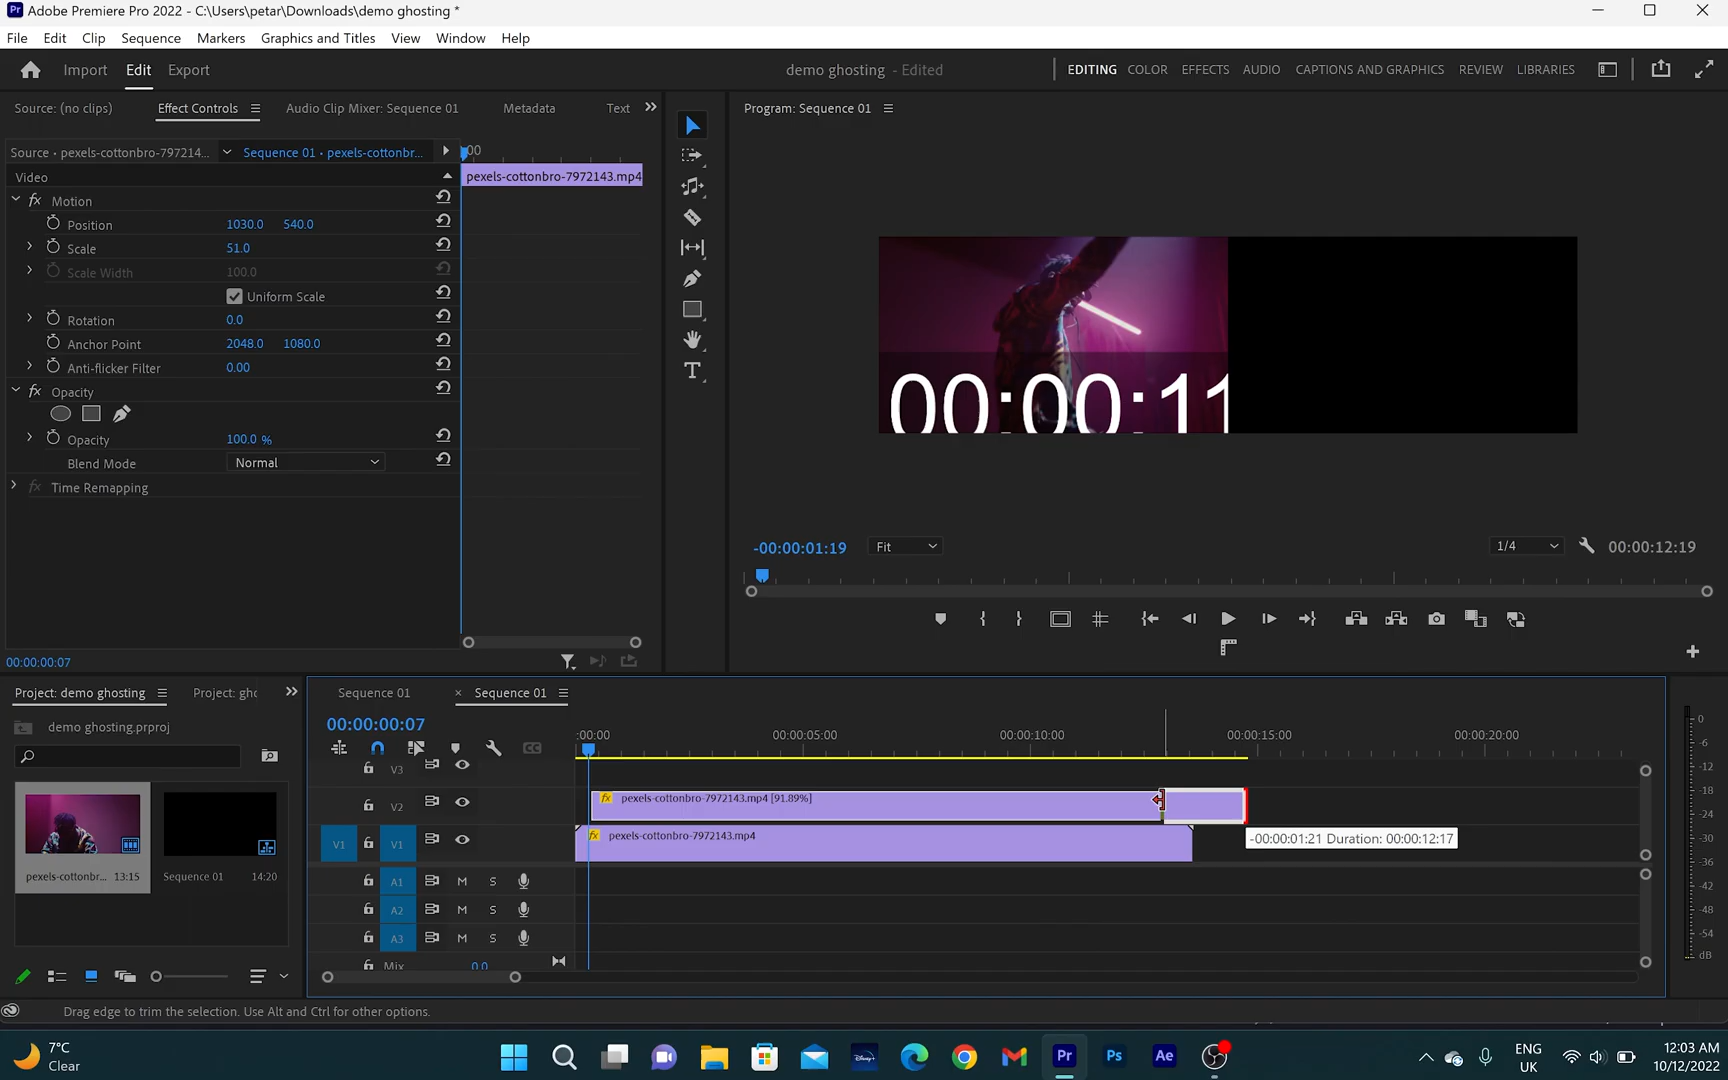 Adobe Premiere Pro 2022 - C:\Users\petar\Downloads\demo ghosting *
File Edit Clip Sequence Markers Graphics and Titles View Window Help
Import Edit Export demo ghosting - Edited EDITING COLOR EFFECTS AUDIO CAPTIONS AND GRAPHICS REVIEW LIBRARIES
Source: (no clips) Effect Controls Audio Clip Mixer: Sequence 01 Metadata Text Program: Sequence 01
Source • pexels-cottonbro-797214... Sequence 01 • pexels-cottonbr... :00
Video pexels-cottonbro-7972143.mp4
fx Motion
Position 1030.0 540.0
Scale 51.0
Scale Width 100.0
Uniform Scale
Rotation 0.0
Anchor Point 2048.0 1080.0
Anti-flicker Filter 0.00
fx Opacity
Opacity 100.0 %
Blend Mode Normal
fx Time Remapping
00:00:11
-00:00:01:19 Fit 1/4 00:00:12:19
00:00:00:07
Project: demo ghosting Project: gho Sequence 01 × Sequence 01
demo ghosting.prproj
00:00:00:07
:00:00 00:00:05:00 00:00:10:00 00:00:15:00 00:00:20:00
V3
V2 fx pexels-cottonbro-7972143.mp4 [91.89%]
V1 V1 fx pexels-cottonbro-7972143.mp4
-00:00:01:21 Duration: 00:00:12:17
pexels-cottonbr... 13:15 Sequence 01 14:20
A1 M S
A2 M S
A3 M S
Mix 0.0
0
-6
-12
-18
-24
-30
-36
-42
-48
-54
dB
Drag edge to trim the selection. Use Alt and Ctrl for other options.
7°C
Clear
Pr Ps Ae
ENG
UK
12:03 AM
10/12/2022